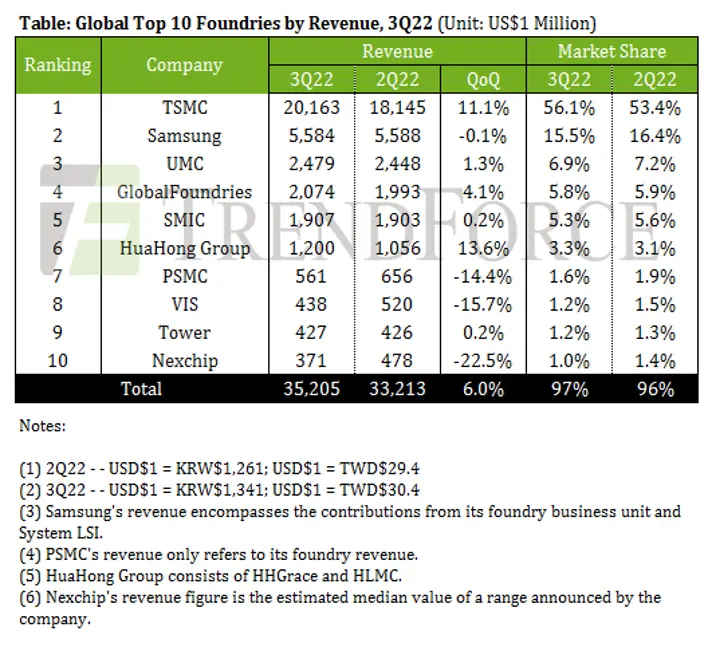 Table: Global Top 10 Foundries by Revenue, 3Q22 (Unit: US$1 Million)
Ranking Company Revenue Market Share
3Q22 2Q22 QoQ 3Q22 2Q22
1 TSMC 20,163 18,145 11.1% 56.1% 53.4%
2 Samsung 5,584 5,588 -0.1% 15.5% 16.4%
3 UMC 2,479 2,448 1.3% 6.9% 7.2%
4 GlobalFoundries 2,074 1,993 4.1% 5.8% 5.9%
5 SMIC 1,907 1,903 0.2% 5.3% 5.6%
6 HuaHong Group 1,200 1,056 13.6% 3.3% 3.1%
7 PSMC 561 656 -14.4% 1.6% 1.9%
8 VIS 438 520 -15.7% 1.2% 1.5%
9 Tower 427 426 0.2% 1.2% 1.3%
10 Nexchip 371 478 -22.5% 1.0% 1.4%
Total 35,205 33,213 6.0% 97% 96%
TRENDFORCE
Notes:
(1) 2Q22 - - USD$1 = KRW$1,261; USD$1 = TWD$29.4
(2) 3Q22 -- USD$1 = KRW$1,341; USD$1 = TWD$30.4
(3) Samsung's revenue encompasses the contributions from its foundry business unit and
System LSI.
(4) PSMC's revenue only refers to its foundry revenue.
(5) HuaHong Group consists of HHGrace and HLMC.
(6) Nexchip's revenue figure is the estimated median value of a range announced by the
company.